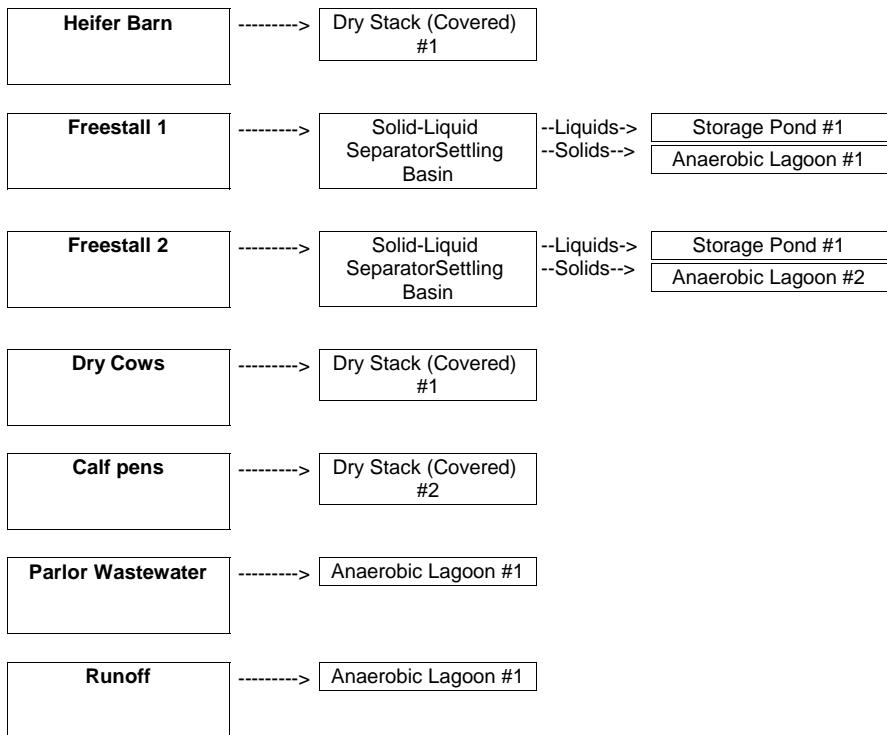 Heifer Barn ---------> Dry Stack (Covered)
#1
Freestall 1 ---------> Solid-Liquid --Liquids-> Storage Pond #1
SeparatorSettling --Solids--> Anaerobic Lagoon #1
Basin
Freestall 2 ---------> Solid-Liquid --Liquids-> Storage Pond #1
SeparatorSettling --Solids--> Anaerobic Lagoon #2
Basin
Dry Cows ---------> Dry Stack (Covered)
#1
Calf pens ---------> Dry Stack (Covered)
#2
Parlor Wastewater ---------> Anaerobic Lagoon #1
Runoff ---------> Anaerobic Lagoon #1